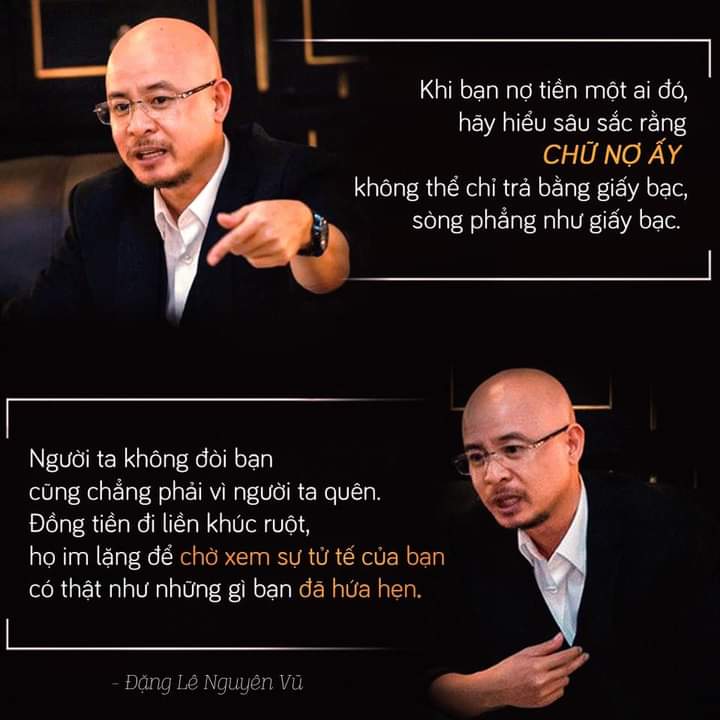 Khi bạn nợ tiền một ai đó,
hãy hiểu sâu sắc rằng
CHỮ NỢ ẤY
không thể chỉ trả bằng giấy bạc,
sòng phẳng như giấy bạc.
Người ta không đòi bạn
cũng chẳng phải vì người ta quên.
Đồng tiền đi liền khúc ruột,
họ im lặng để chờ xem sự tử tế của bạn
có thật như những gì bạn đã hứa hẹn.
- Đặng Lê Nguyên Vũ